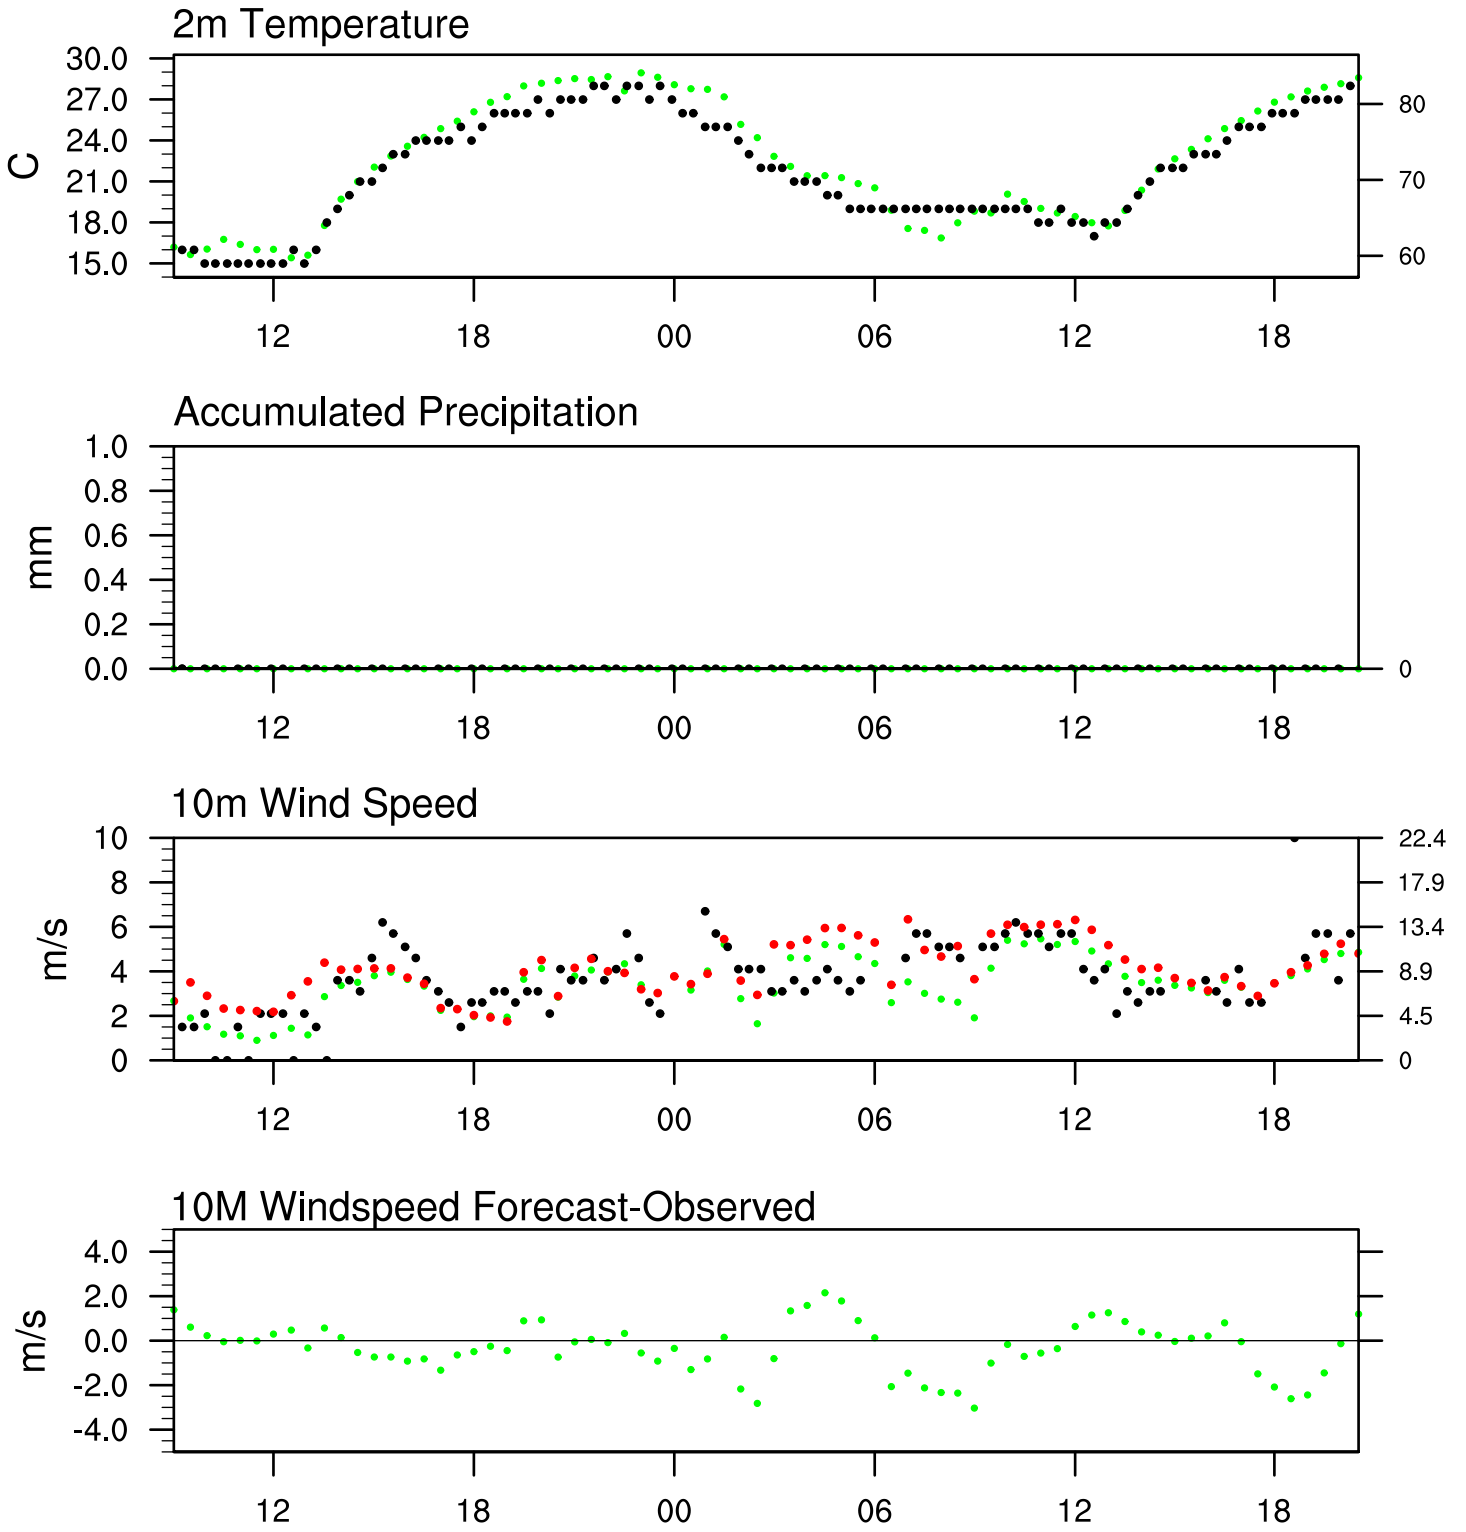 2m Temperature
30.0
27.0
24.0
21.0
18.0
15.0
C
80
70
60
12 18 00 06 12 18
Accumulated Precipitation
1.0
0.8
0.6
0.4
0.2
0.0
mm
0
12 18 00 06 12 18
10m Wind Speed
10
8
6
4
2
0
m/s
22.4
17.9
13.4
8.9
4.5
0
12 18 00 06 12 18
10M Windspeed Forecast-Observed
4.0
2.0
0.0
-2.0
-4.0
m/s
12 18 00 06 12 18